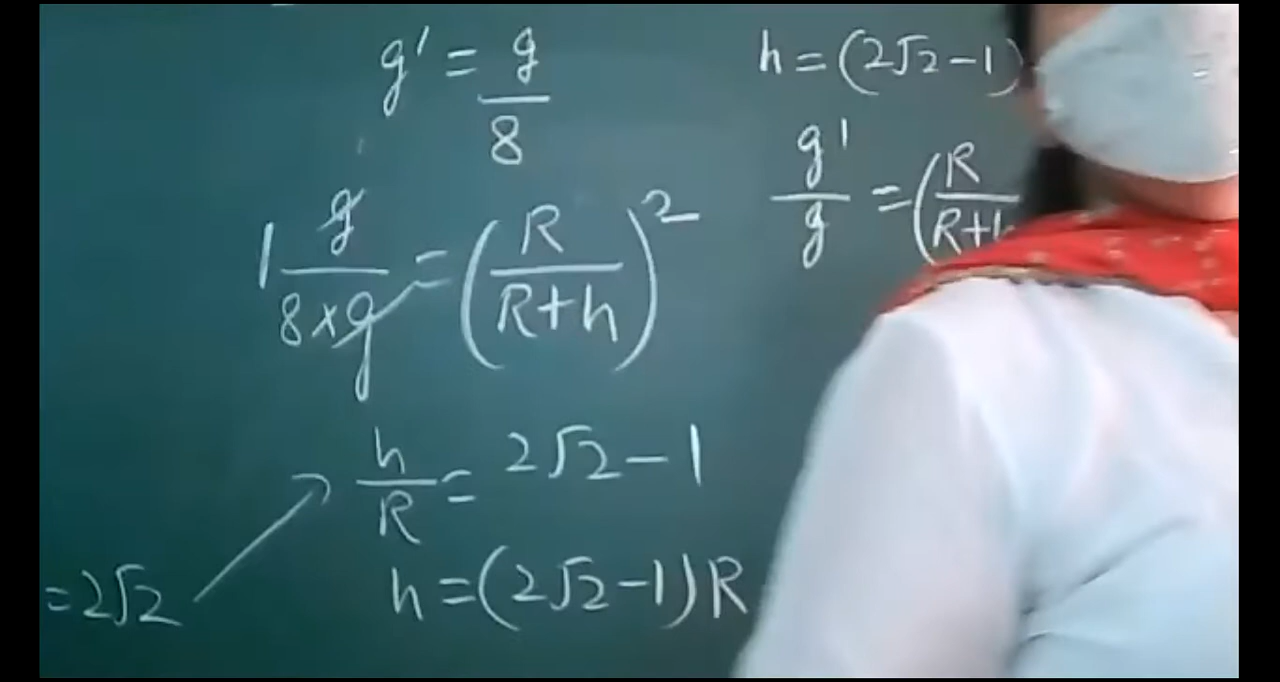 g' = g/8
1 g/(8×g) = (R/(R+h))²
h/R = 2√2 − 1
= 2√2
h = (2√2−1)R
h = (2√2−1)
g'/g = (R/(R+h